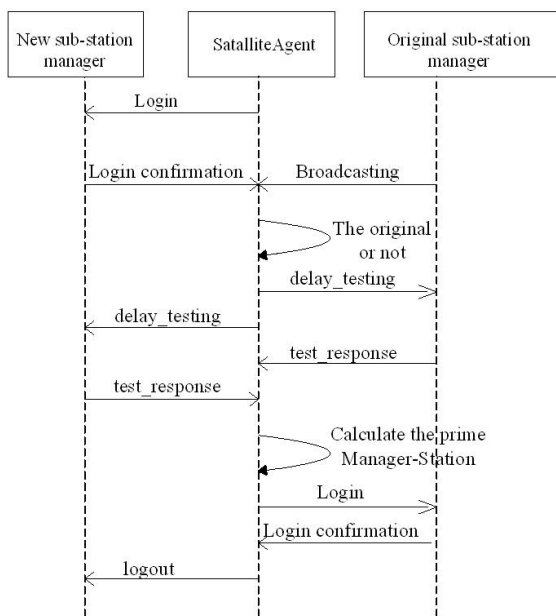 New sub-station
manager
SatalliteAgent
Original sub-station
manager
Login
Login confirmation
Broadcasting
The original
or not
delay_testing
delay_testing
test_response
test_response
Calculate the prime
Manager-Station
Login
Login confirmation
logout